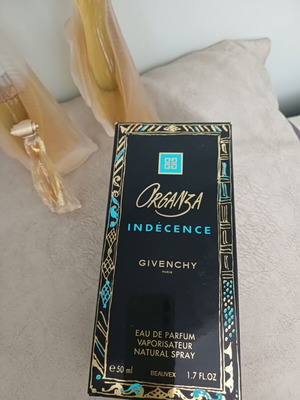 ORGANZA
INDÉCENCE
GIVENCHY
PARIS
EAU DE PARFUM
VAPORISATEUR
NATURAL SPRAY
e 50 ml BEAUVEX 1.7 FL.OZ